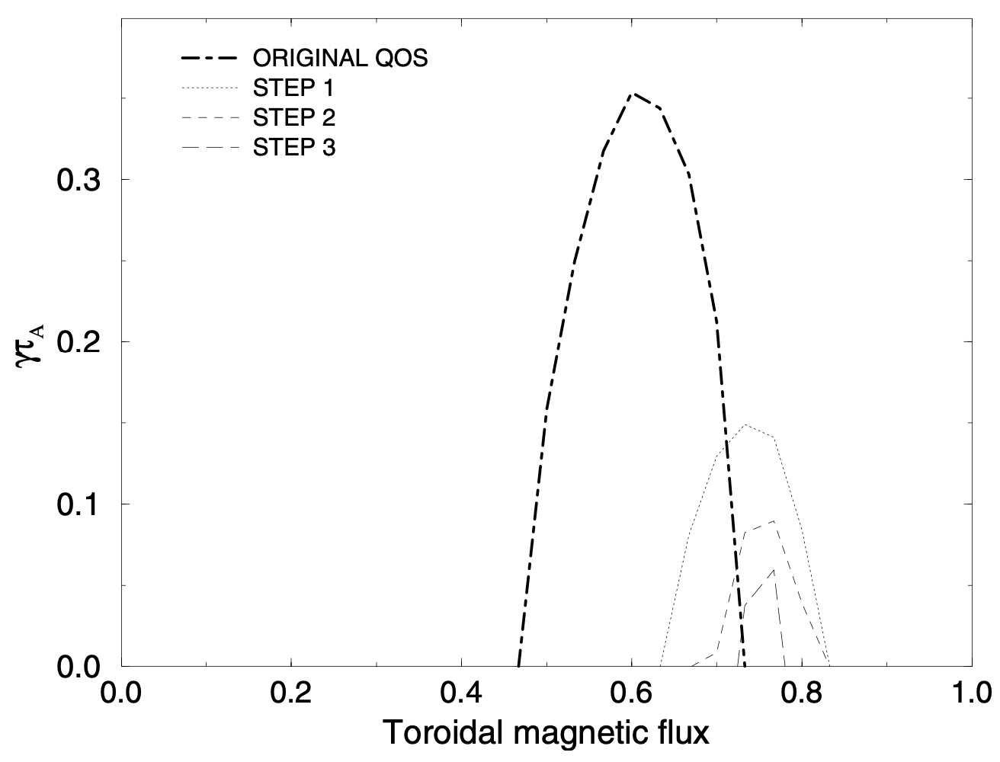 ORIGINAL QOS
STEP 1
STEP 2
STEP 3
0.3
0.2
0.1
0.0
γτA
0.0 0.2 0.4 0.6 0.8 1.0
Toroidal magnetic flux